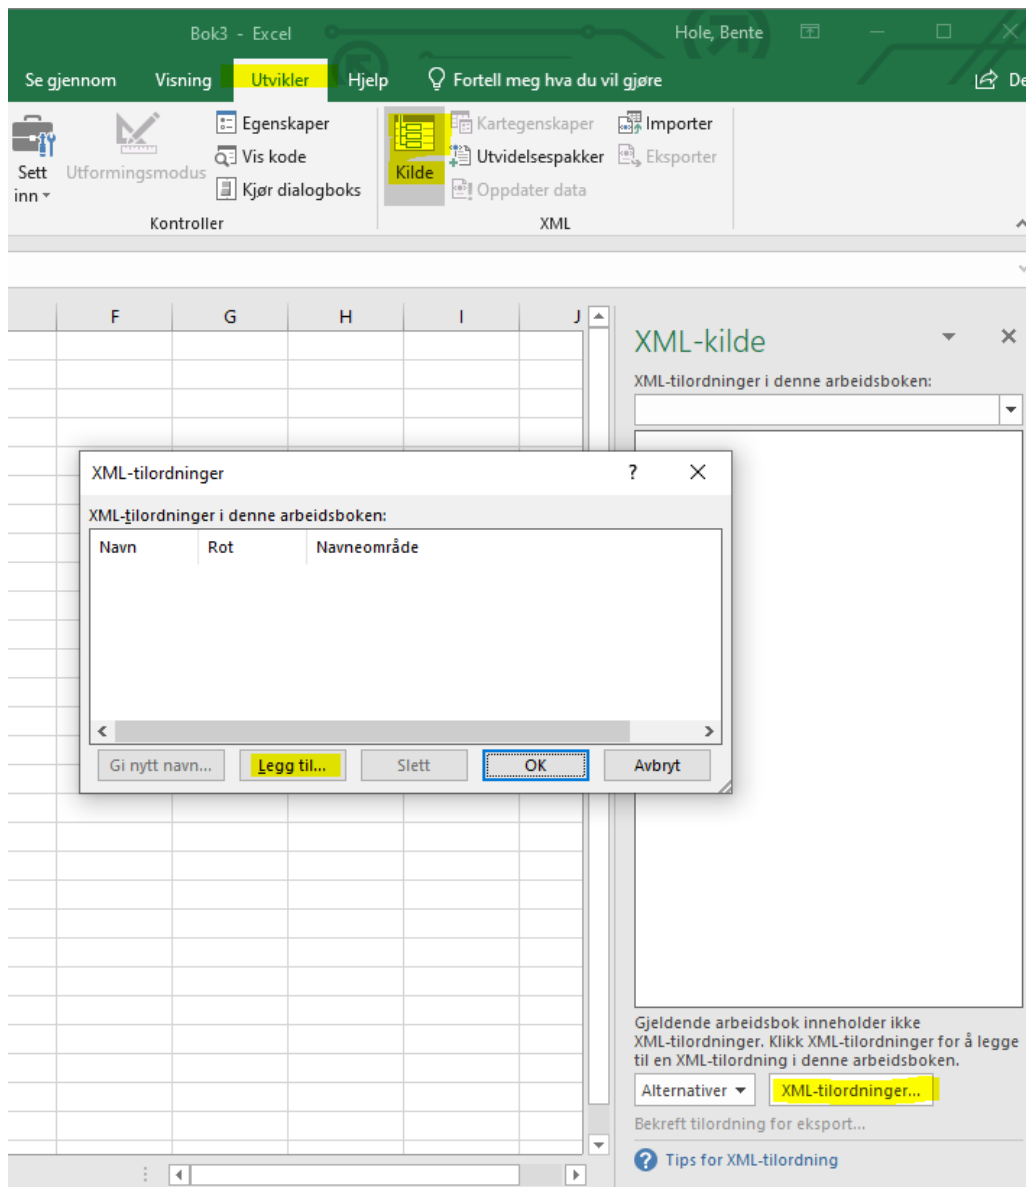 Bok3 - Excel
Hole, Bente
Se gjennom
Visning
Utvikler
Hjelp
Fortell meg hva du vil gjøre
De
Sett
inn
Utformingsmodus
Egenskaper
Vis kode
Kjør dialogboks
Kontroller
Kilde
Kartegenskaper
Utvidelsespakker
Oppdater data
Importer
Eksporter
XML
F
G
H
I
J
XML-kilde
XML-tilordninger i denne arbeidsboken:
XML-tilordninger
?
XML-tilordninger i denne arbeidsboken:
Navn
Rot
Navneområde
Gi nytt navn...
Legg til...
Slett
OK
Avbryt
Gjeldende arbeidsbok inneholder ikke
XML-tilordninger. Klikk XML-tilordninger for å legge
til en XML-tilordning i denne arbeidsboken.
Alternativer
XML-tilordninger...
Bekreft tilordning for eksport...
? Tips for XML-tilordning